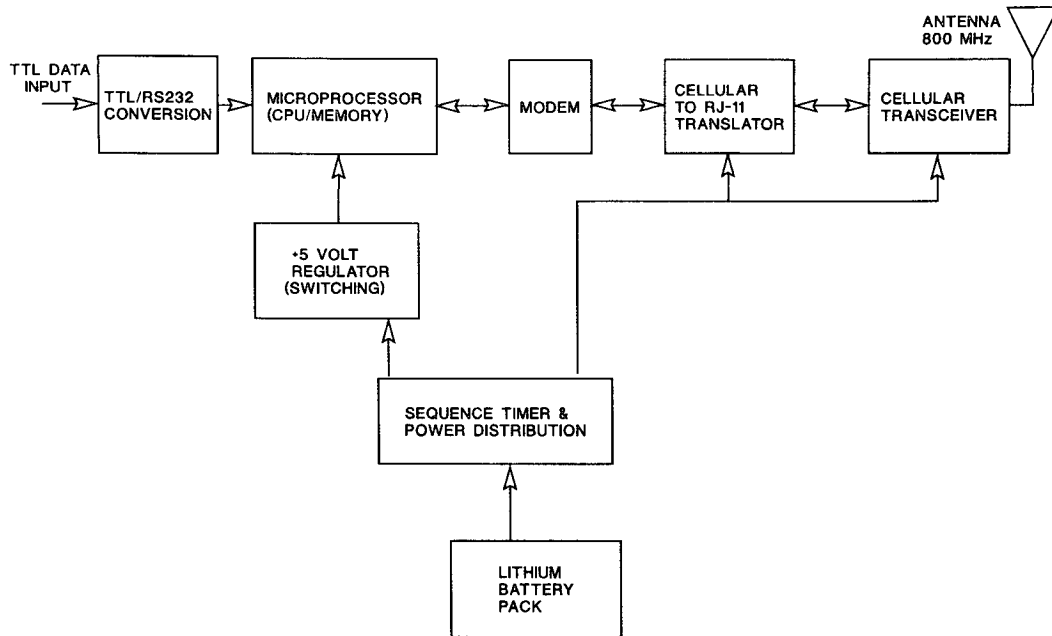 ANTENNA
800 MHz
TTL DATA
INPUT
TTL/RS232
CONVERSION
MICROPROCESSOR
(CPU/MEMORY)
MODEM
CELLULAR
TO RJ-11
TRANSLATOR
CELLULAR
TRANSCEIVER
+5 VOLT
REGULATOR
(SWITCHING)
SEQUENCE TIMER &
POWER DISTRIBUTION
LITHIUM
BATTERY
PACK